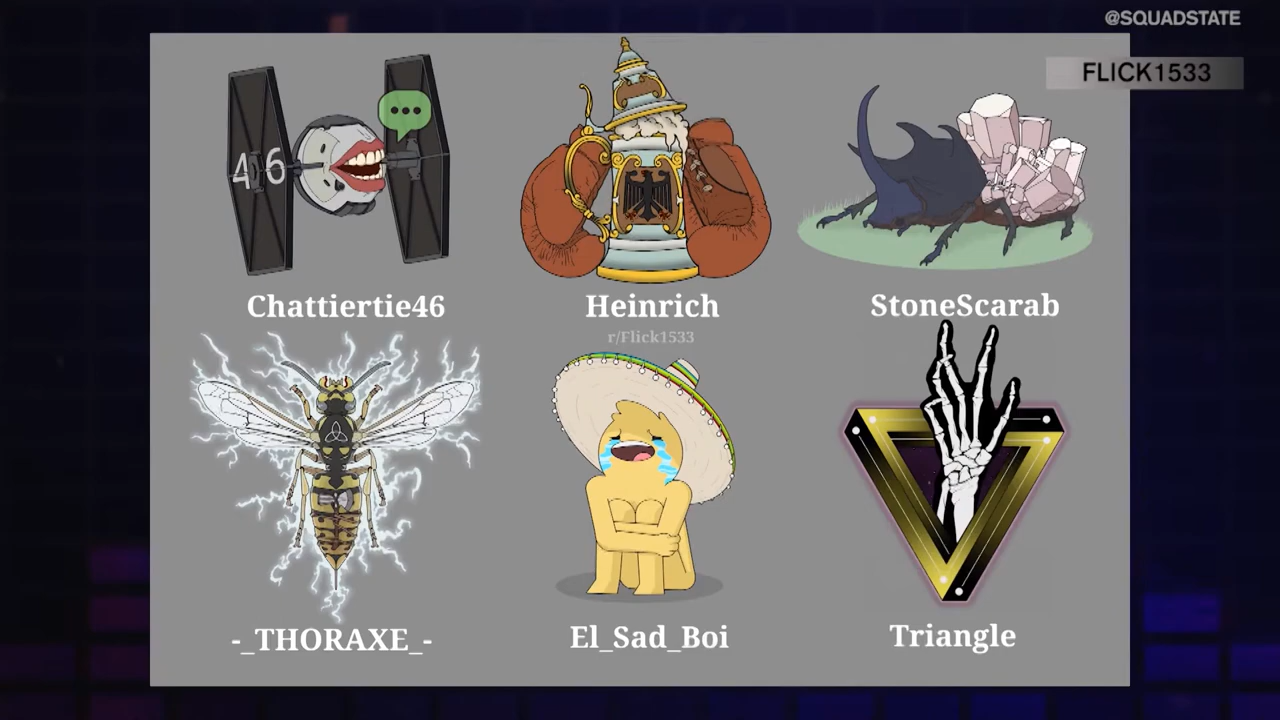 @SQUADSTATE
FLICK1533
46
Chattiertie46
Heinrich
StoneScarab
r/Flick1533
-_THORAXE_-
El_Sad_Boi
Triangle